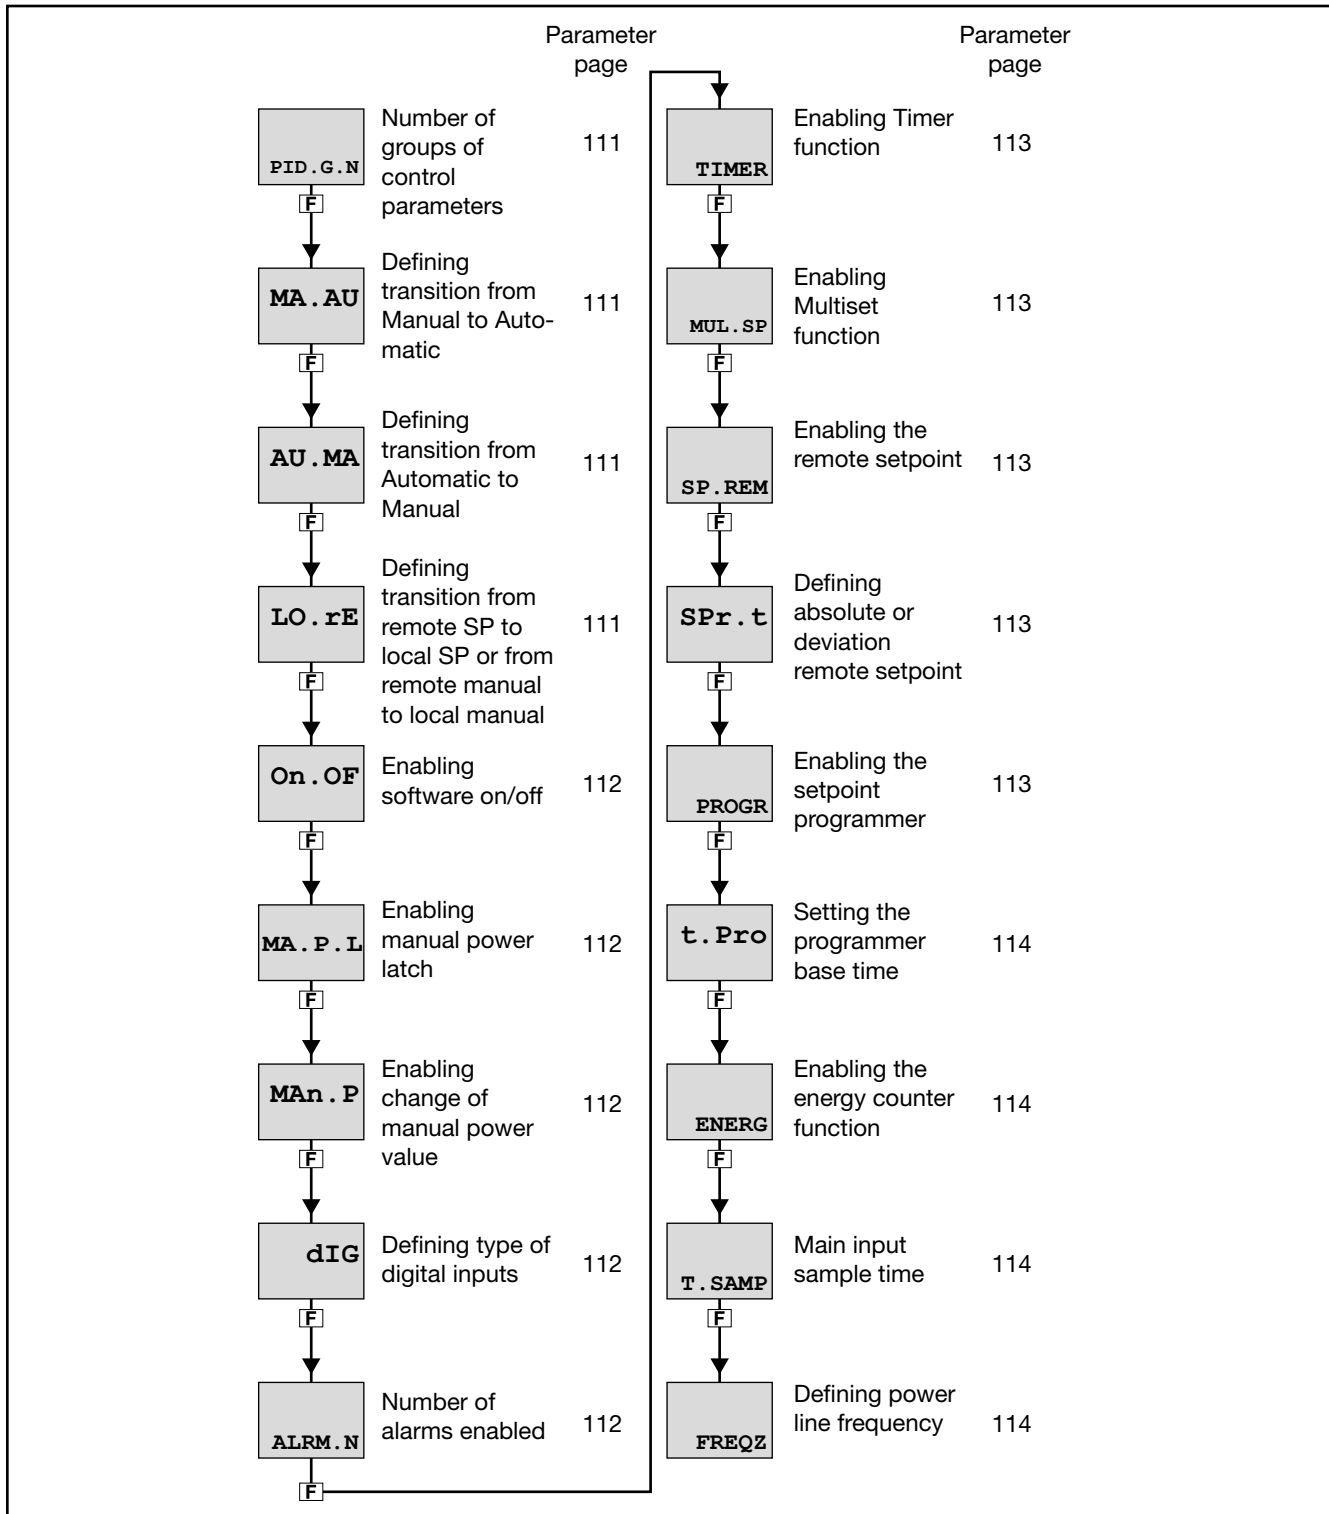 Parameter
page
PID.G.N
Number of
groups of
control
parameters
111
F
MA.AU
Defining
transition from
Manual to Auto-
matic
111
F
AU.MA
Defining
transition from
Automatic to
Manual
111
F
LO.rE
Defining
transition from
remote SP to
local SP or from
remote manual
to local manual
111
F
On.OF
Enabling
software on/off
112
F
MA.P.L
Enabling
manual power
latch
112
F
MAn.P
Enabling
change of
manual power
value
112
F
dIG
Defining type of
digital inputs
112
F
ALRM.N
Number of
alarms enabled
112
F
Parameter
page
TIMER
Enabling Timer
function
113
F
MUL.SP
Enabling
Multiset
function
113
F
SP.REM
Enabling the
remote setpoint
113
F
SPr.t
Defining
absolute or
deviation
remote setpoint
113
F
PROGR
Enabling the
setpoint
programmer
113
F
t.Pro
Setting the
programmer
base time
114
F
ENERG
Enabling the
energy counter
function
114
F
T.SAMP
Main input
sample time
114
F
FREQZ
Defining power
line frequency
114